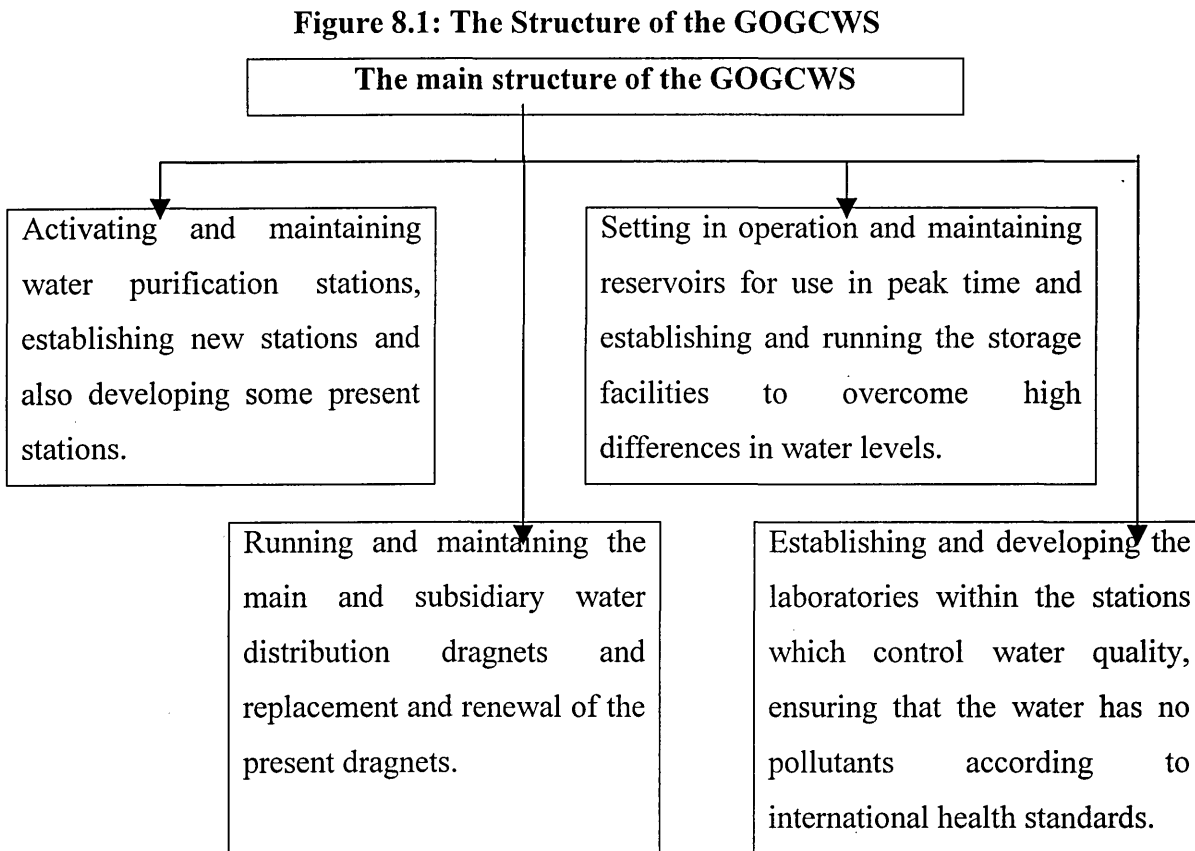 Figure 8.1: The Structure of the GOGCWS
The main structure of the GOGCWS
Activating and maintaining
water purification stations,
establishing new stations and
also developing some present
stations.
Setting in operation and maintaining
reservoirs for use in peak time and
establishing and running the storage
facilities to overcome high
differences in water levels.
Running and maintaining the
main and subsidiary water
distribution dragnets and
replacement and renewal of the
present dragnets.
Establishing and developing the
laboratories within the stations
which control water quality,
ensuring that the water has no
pollutants according to
international health standards.